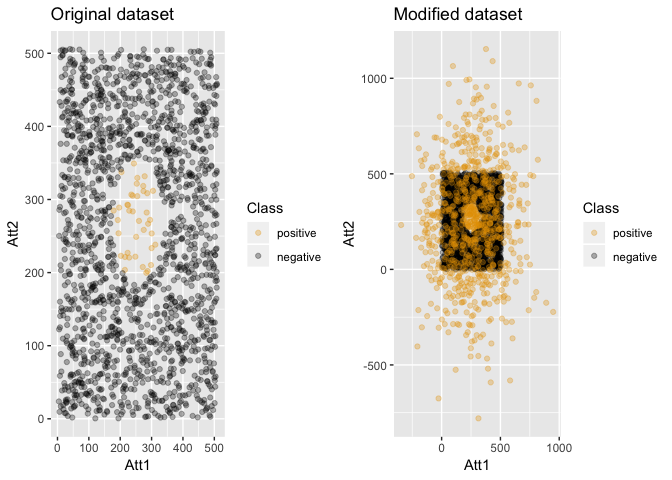 Original dataset
500
400
300
200
100
0
Att2
0 100 200 300 400 500
Att1
Class
positive
negative
Modified dataset
1000
500
0
-500
Att2
0 500 1000
Att1
Class
positive
negative